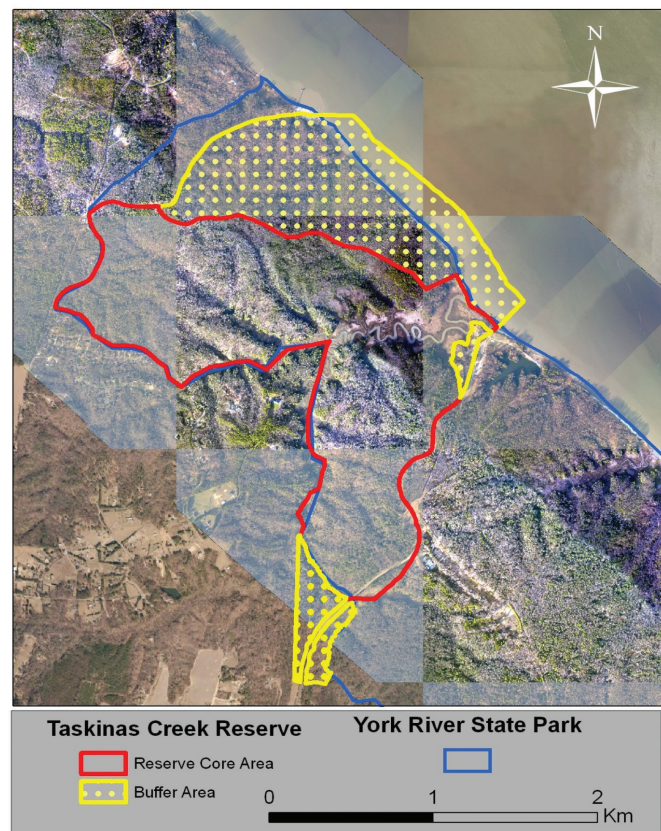 N
Taskinas Creek Reserve York River State Park
Reserve Core Area
Buffer Area
0 1 2
Km